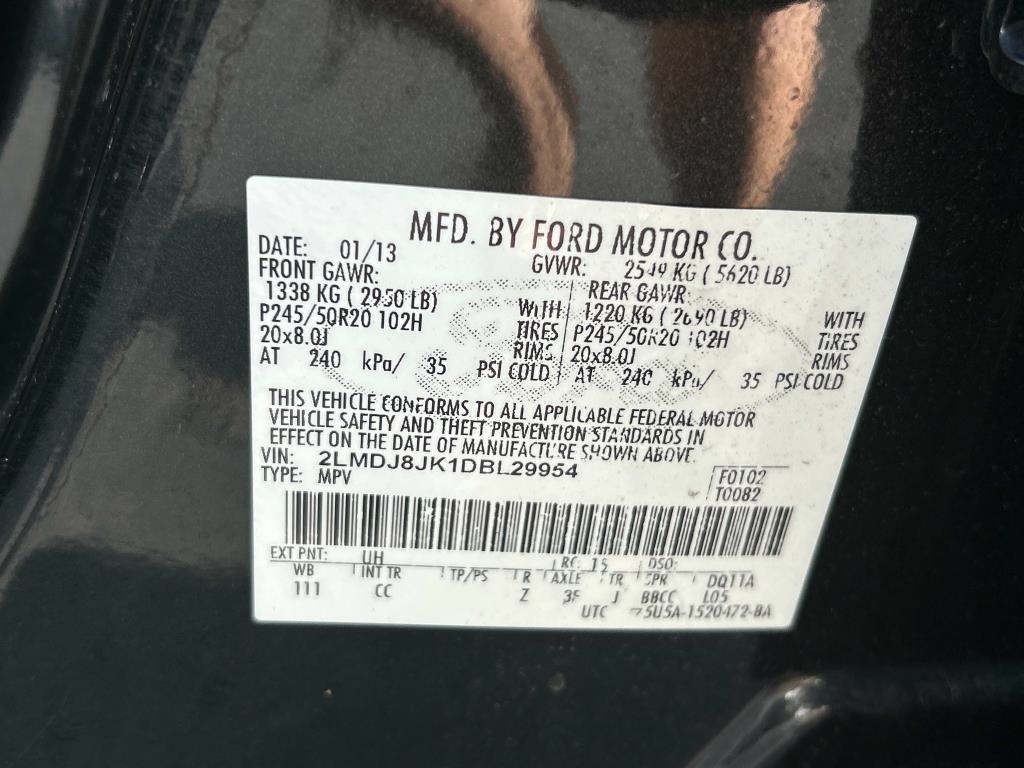 MFD. BY FORD MOTOR CO.
DATE: 01/13 GVWR: 2549 KG ( 5620 LB)
FRONT GAWR: REAR GAWR:
1338 KG ( 2950 LB) WITH 1220 KG ( 2690 LB) WITH
P245/50R20 102H TIRES P245/50R20 102H TIRES
20x8.0J RIMS 20x8.0J RIMS
AT 240 kPa/ 35 PSI COLD AT 240 kPa/ 35 PSI COLD
THIS VEHICLE CONFORMS TO ALL APPLICABLE FEDERAL MOTOR
VEHICLE SAFETY AND THEFT PREVENTION STANDARDS IN
EFFECT ON THE DATE OF MANUFACTURE SHOWN ABOVE.
VIN: 2LMDJ8JK1DBL29954
TYPE: MPV
F0102
T0082
EXT PNT: UH RC: 15 DSO:
WB INT TR TP/PS R AXLE TR SPR DQ11A
111 CC Z 3F J BBCC L05
UTC 75U5A-1520472-BA